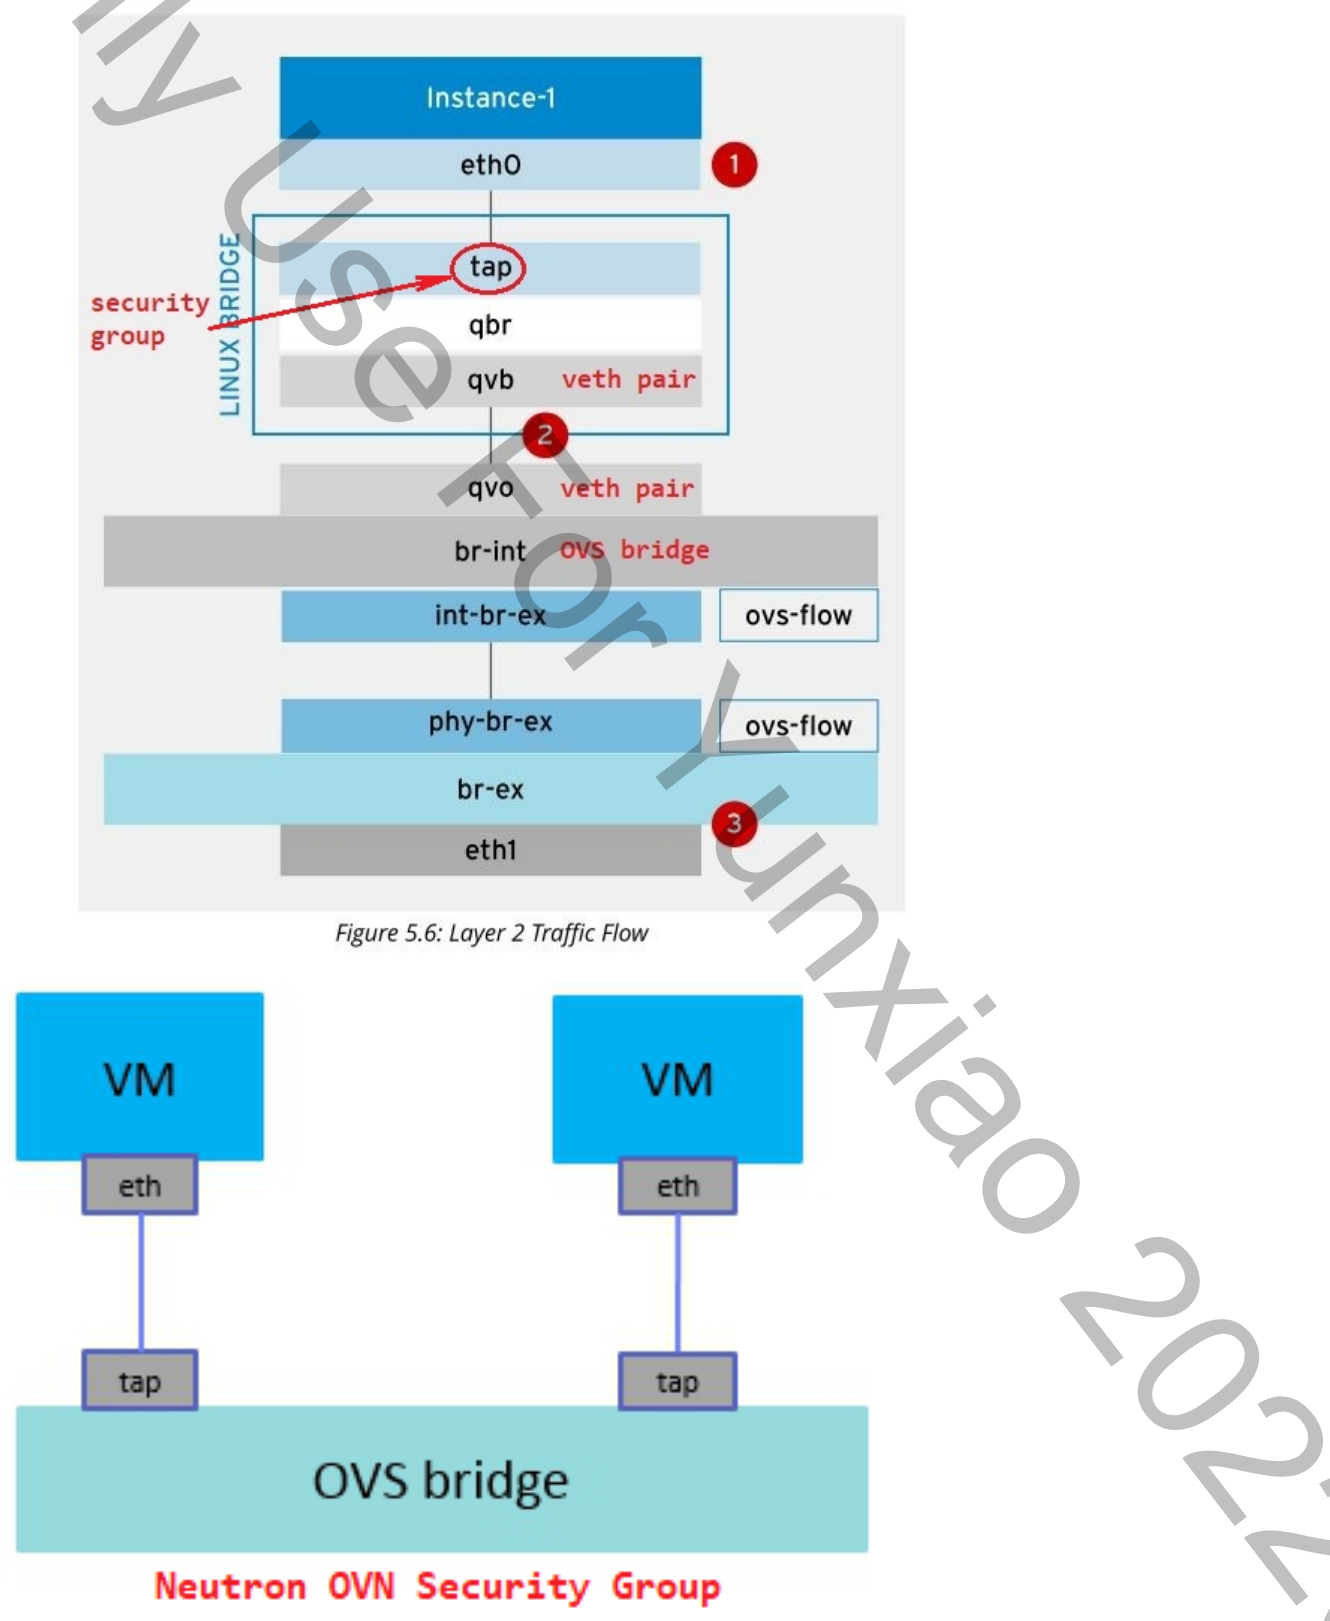 Instance-1
eth0
1
LINUX BRIDGE
tap
security
group
qbr
qvb veth pair
2
qvo veth pair
br-int OVS bridge
int-br-ex ovs-flow
phy-br-ex ovs-flow
br-ex
3
eth1
Figure 5.6: Layer 2 Traffic Flow
VM VM
eth eth
tap tap
OVS bridge
Neutron OVN Security Group
lly Use For Yunxiao 2022